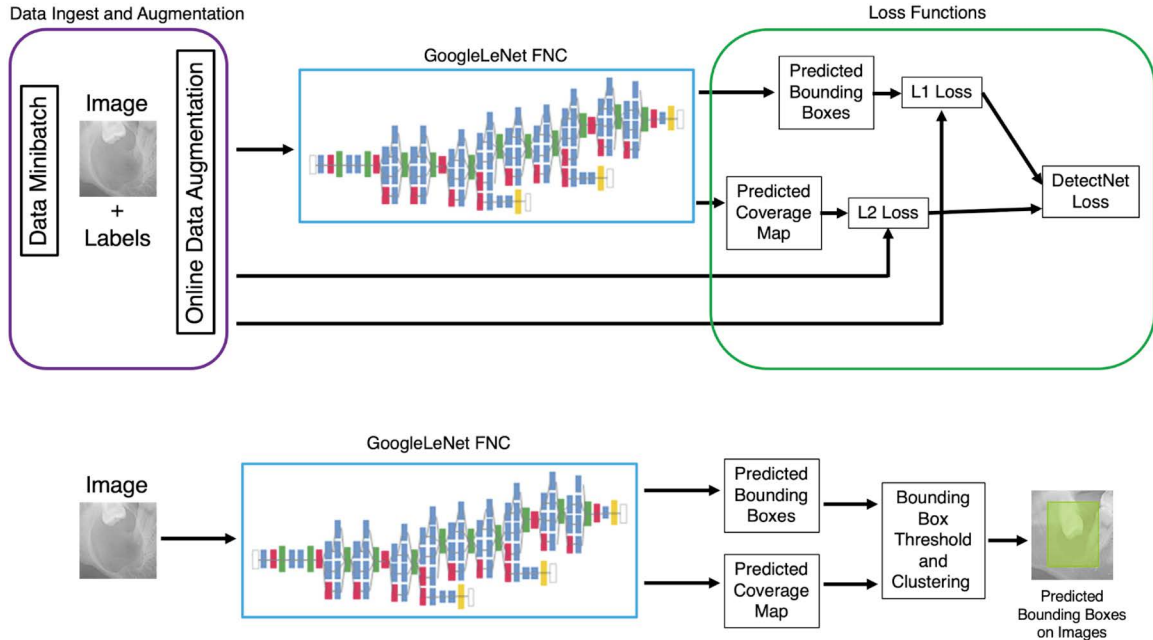 Data Ingest and Augmentation
Data Minibatch
Image
+
Labels
Online Data Augmentation
GoogleLeNet FNC
Loss Functions
Predicted
Bounding
Boxes
L1 Loss
Predicted
Coverage
Map
L2 Loss
DetectNet
Loss
Image
GoogleLeNet FNC
Predicted
Bounding
Boxes
Predicted
Coverage
Map
Bounding
Box
Threshold
and
Clustering
Predicted
Bounding Boxes
on Images